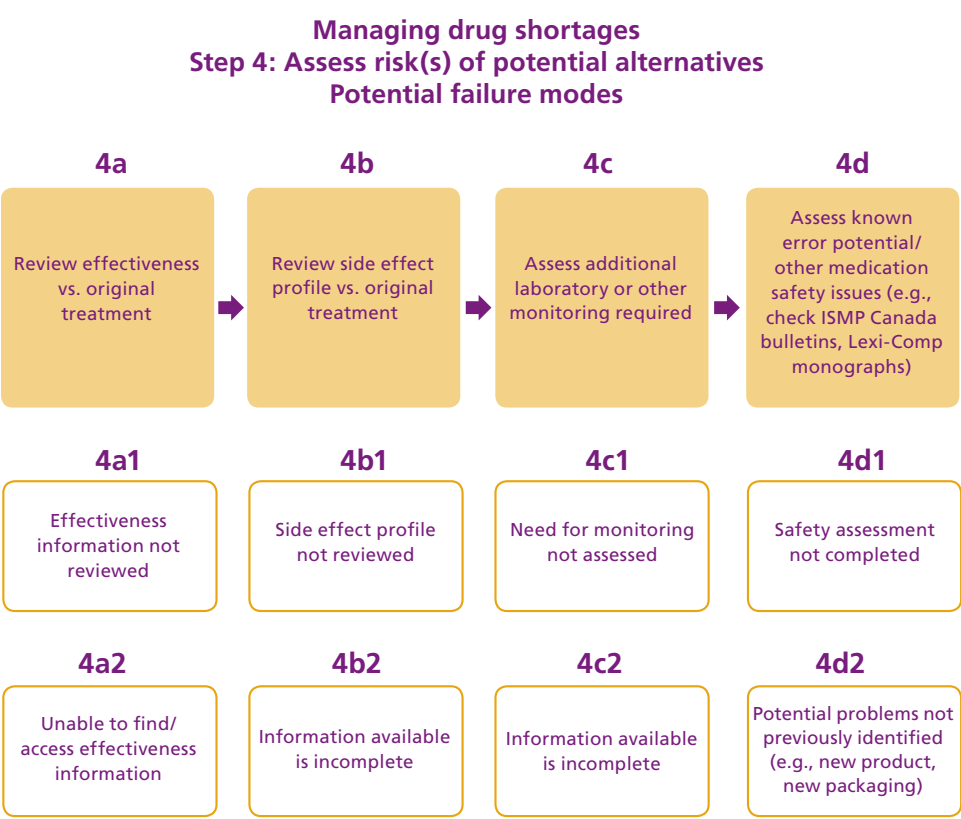 Managing drug shortages
Step 4: Assess risk(s) of potential alternatives
Potential failure modes
4a
4b
4c
4d
Review effectiveness
vs. original
treatment
Review side effect
profile vs. original
treatment
Assess additional
laboratory or other
monitoring required
Assess known
error potential/
other medication
safety issues (e.g.,
check ISMP Canada
bulletins, Lexi-Comp
monographs)
4a1
4b1
4c1
4d1
Effectiveness
information not
reviewed
Side effect profile
not reviewed
Need for monitoring
not assessed
Safety assessment
not completed
4a2
4b2
4c2
4d2
Unable to find/
access effectiveness
information
Information available
is incomplete
Information available
is incomplete
Potential problems not
previously identified
(e.g., new product,
new packaging)